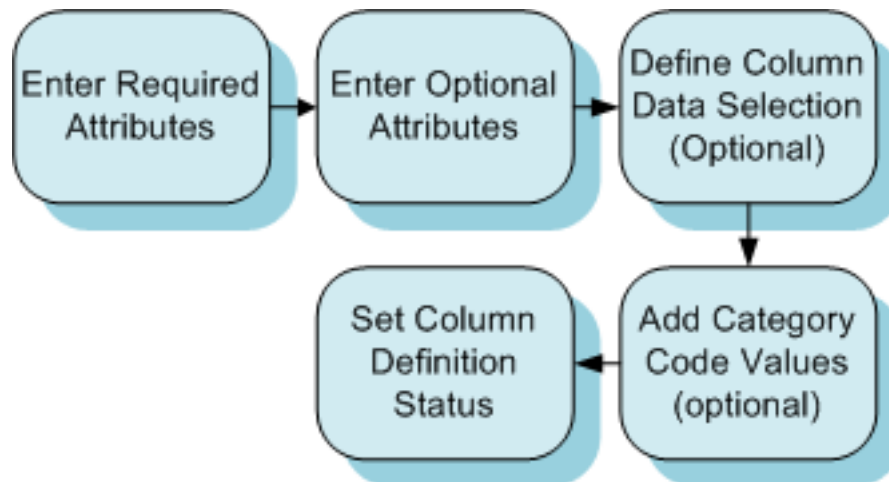 Enter Required
Attributes
Enter Optional
Attributes
Define Column
Data Selection
(Optional)
Add Category
Code Values
(optional)
Set Column
Definition
Status